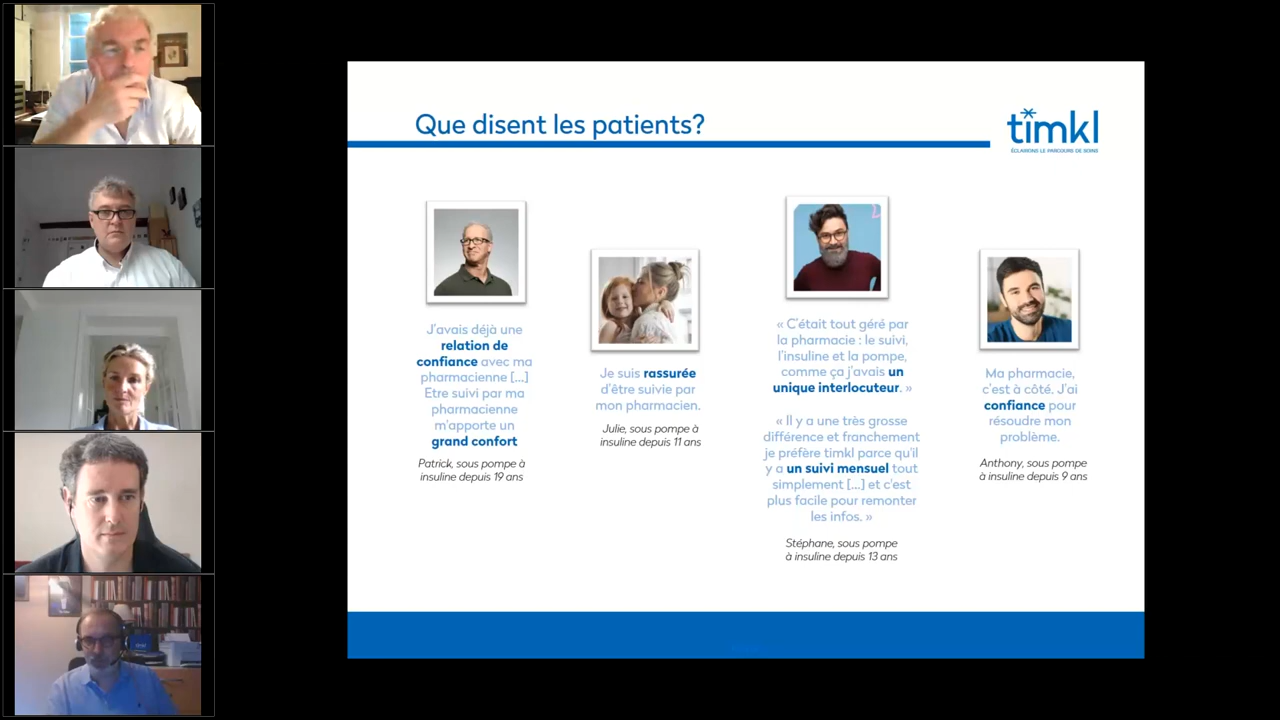 Que disent les patients?
timkl
ÉCLAIRONS LE PARCOURS DE SOINS
J'avais déjà une
relation de
confiance avec ma
pharmacienne [...]
Etre suivi par ma
pharmacienne
m'apporte un
grand confort
Patrick, sous pompe à
insuline depuis 19 ans
Je suis rassurée
d'être suivie par
mon pharmacien.
Julie, sous pompe à
insuline depuis 11 ans
« C'était tout géré par
la pharmacie : le suivi,
l'insuline et la pompe,
comme ça j'avais un
unique interlocuteur. »
« Il y a une très grosse
différence et franchement
je préfère timkl parce qu'il
y a un suivi mensuel tout
simplement [...] et c'est
plus facile pour remonter
les infos. »
Stéphane, sous pompe
à insuline depuis 13 ans
Ma pharmacie,
c'est à côté. J'ai
confiance pour
résoudre mon
problème.
Anthony, sous pompe
à insuline depuis 9 ans